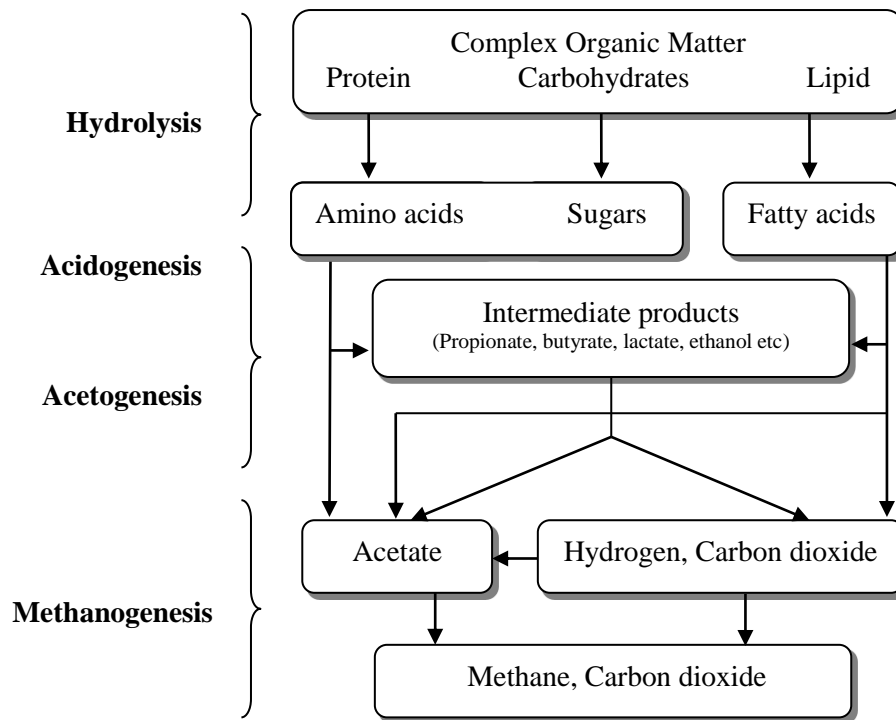 Complex Organic Matter
Protein Carbohydrates Lipid
Hydrolysis
Amino acids Sugars Fatty acids
Acidogenesis
Intermediate products
(Propionate, butyrate, lactate, ethanol etc)
Acetogenesis
Acetate Hydrogen, Carbon dioxide
Methanogenesis
Methane, Carbon dioxide